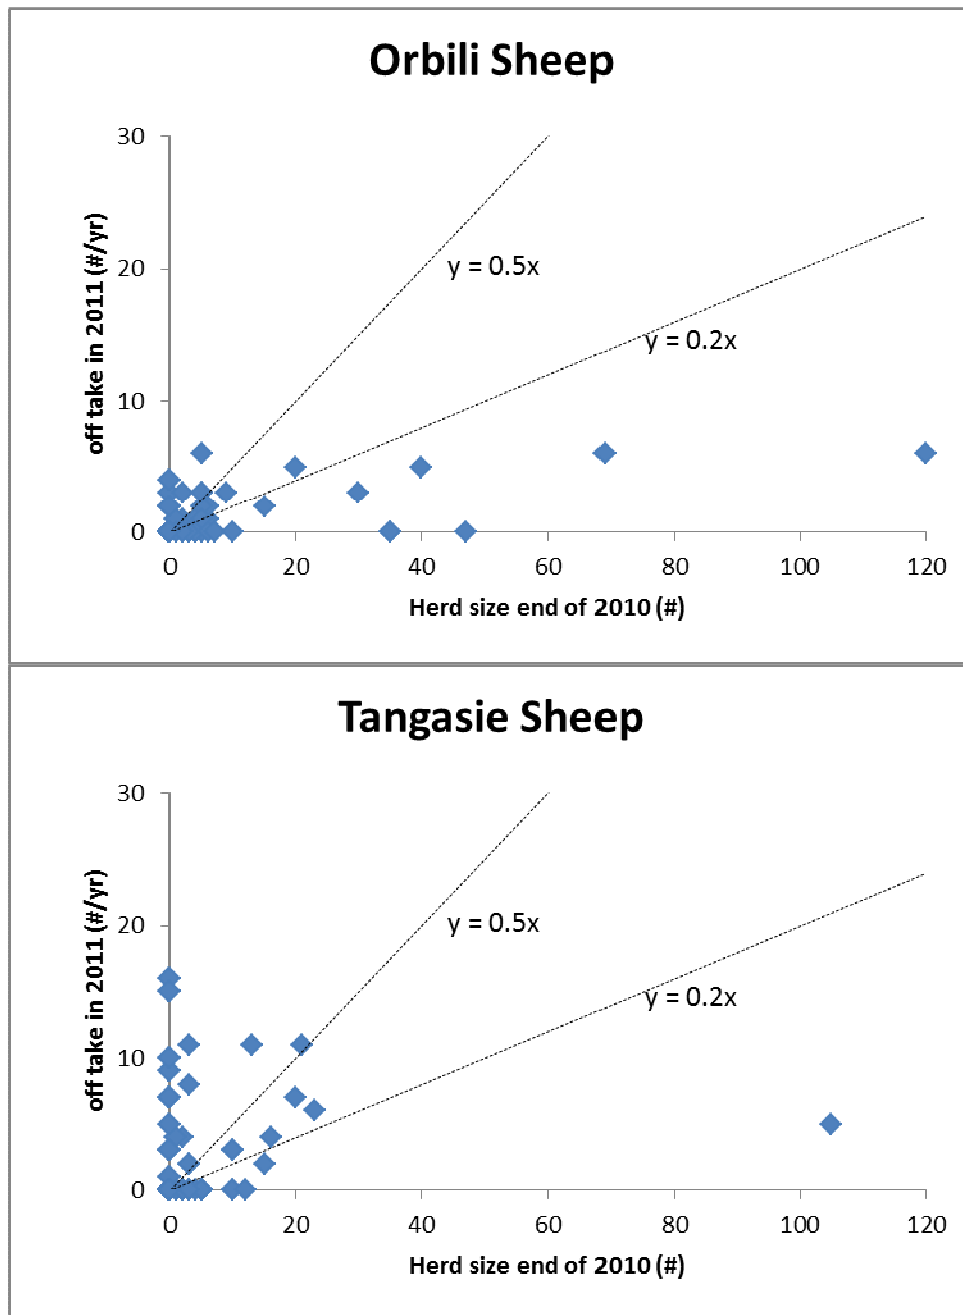 Orbili Sheep
30
20
10
0
off take in 2011 (#/yr)
y = 0.5x
y = 0.2x
0 20 40 60 80 100 120
Herd size end of 2010 (#)
Tangasie Sheep
30
20
10
0
off take in 2011 (#/yr)
y = 0.5x
y = 0.2x
0 20 40 60 80 100 120
Herd size end of 2010 (#)